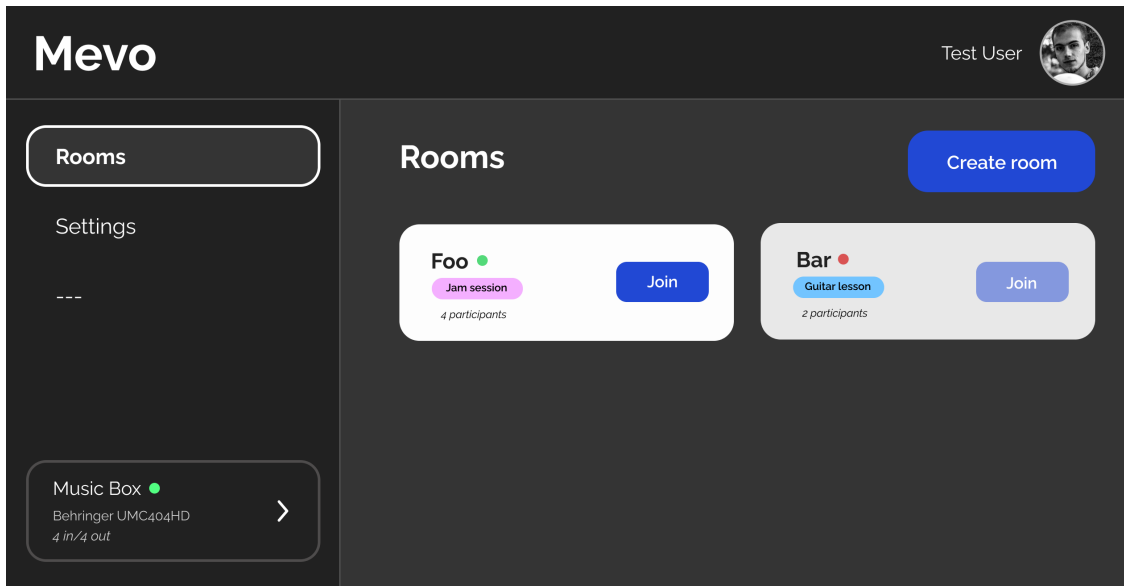 Mevo
Test User
Rooms
Settings
---
Music Box
Behringer UMC404HD
4 in/4 out
Rooms
Create room
Foo
Jam session
4 participants
Join
Bar
Guitar lesson
2 participants
Join